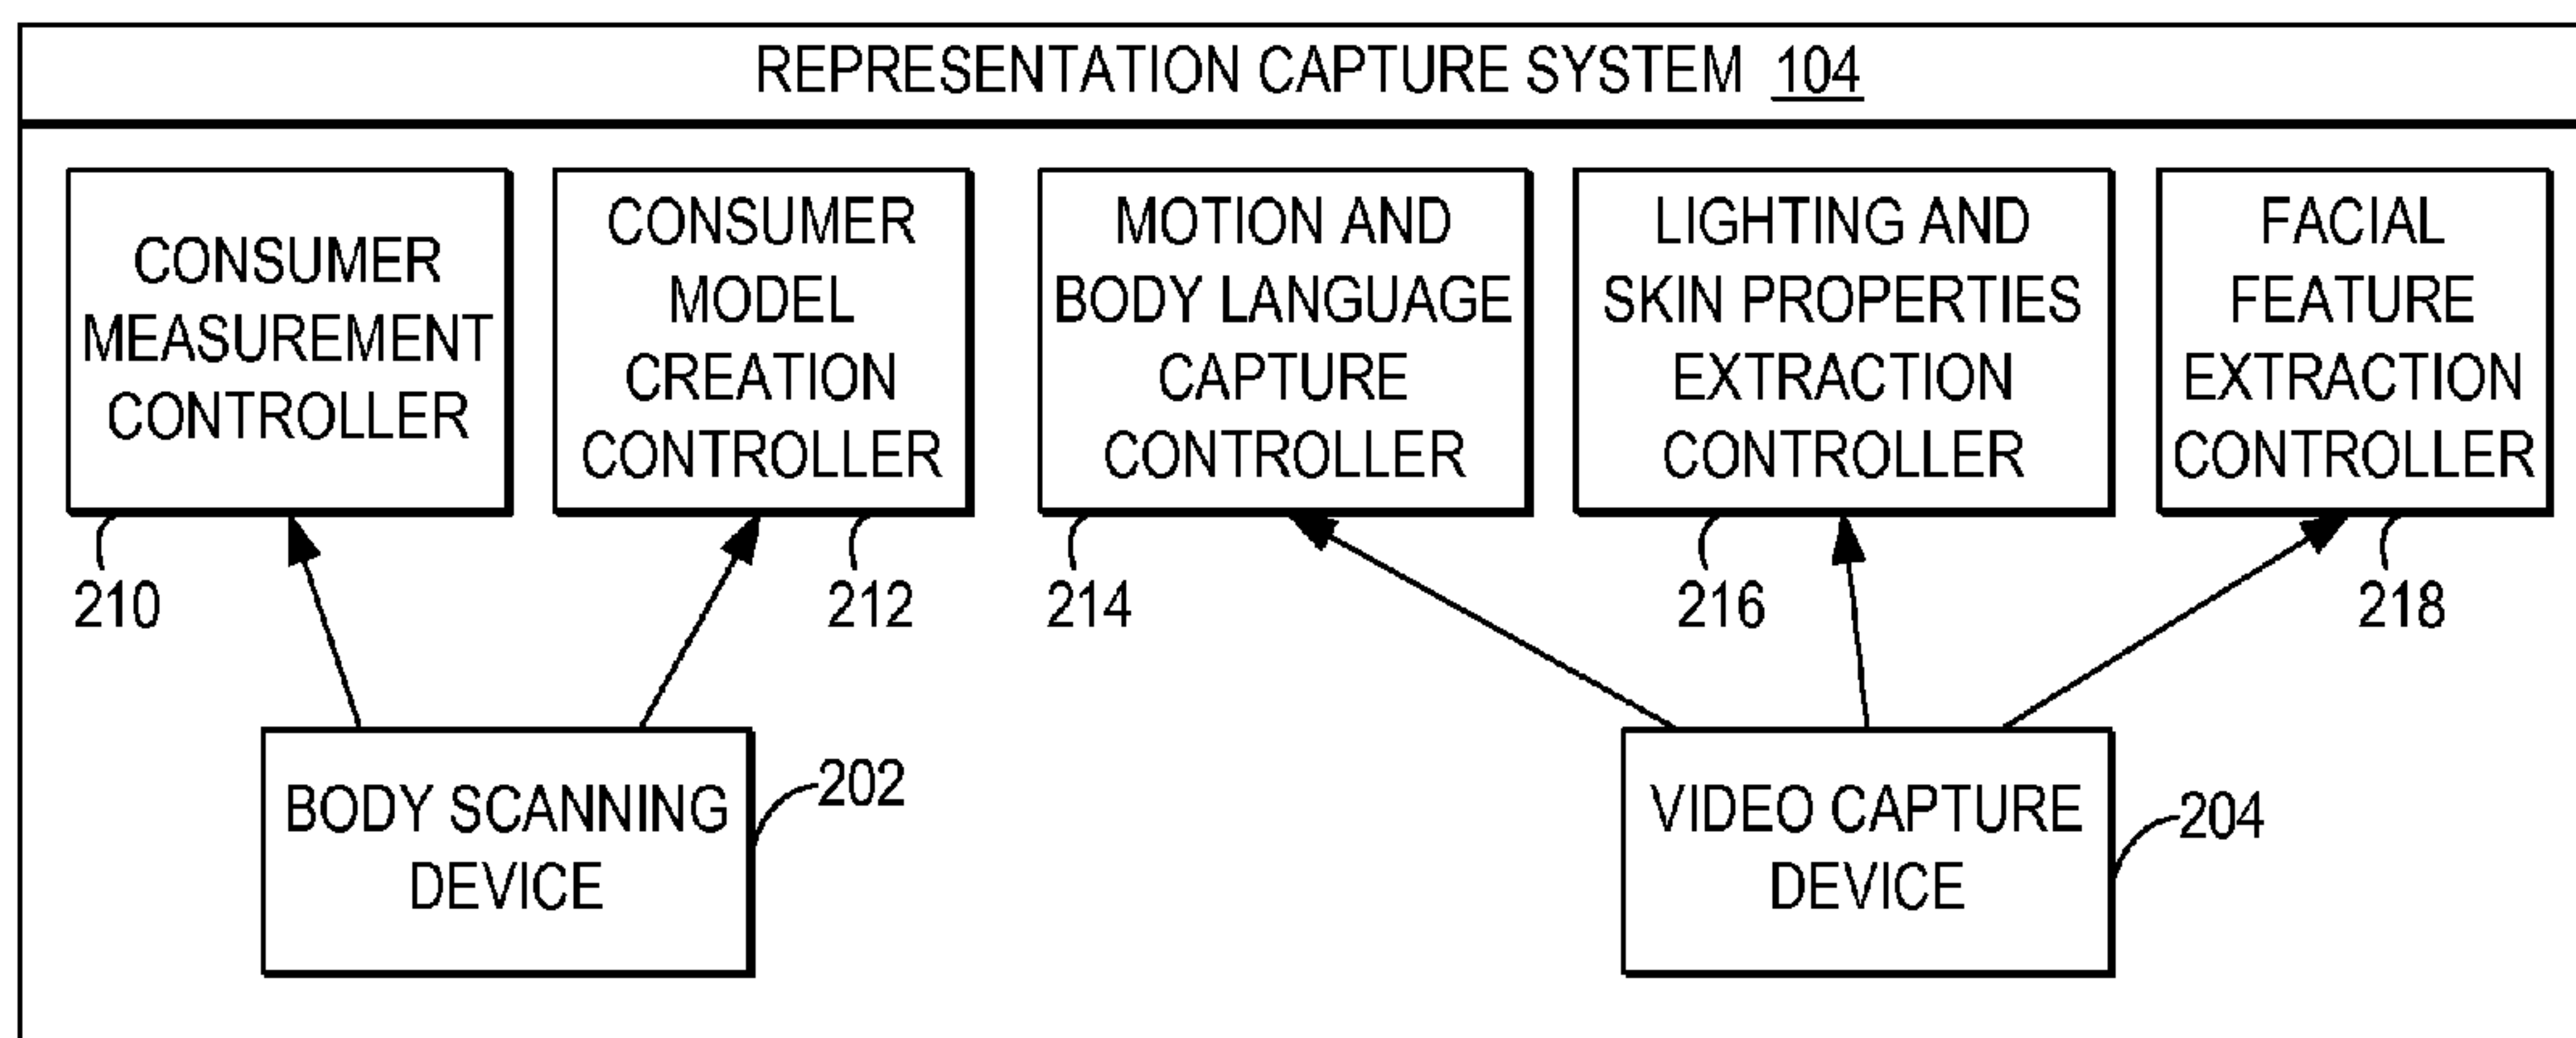 REPRESENTATION CAPTURE SYSTEM 104
CONSUMER
MEASUREMENT
CONTROLLER
210
CONSUMER
MODEL
CREATION
CONTROLLER
212
MOTION AND
BODY LANGUAGE
CAPTURE
CONTROLLER
214
LIGHTING AND
SKIN PROPERTIES
EXTRACTION
CONTROLLER
216
FACIAL
FEATURE
EXTRACTION
CONTROLLER
218
BODY SCANNING
DEVICE
202
VIDEO CAPTURE
DEVICE
204